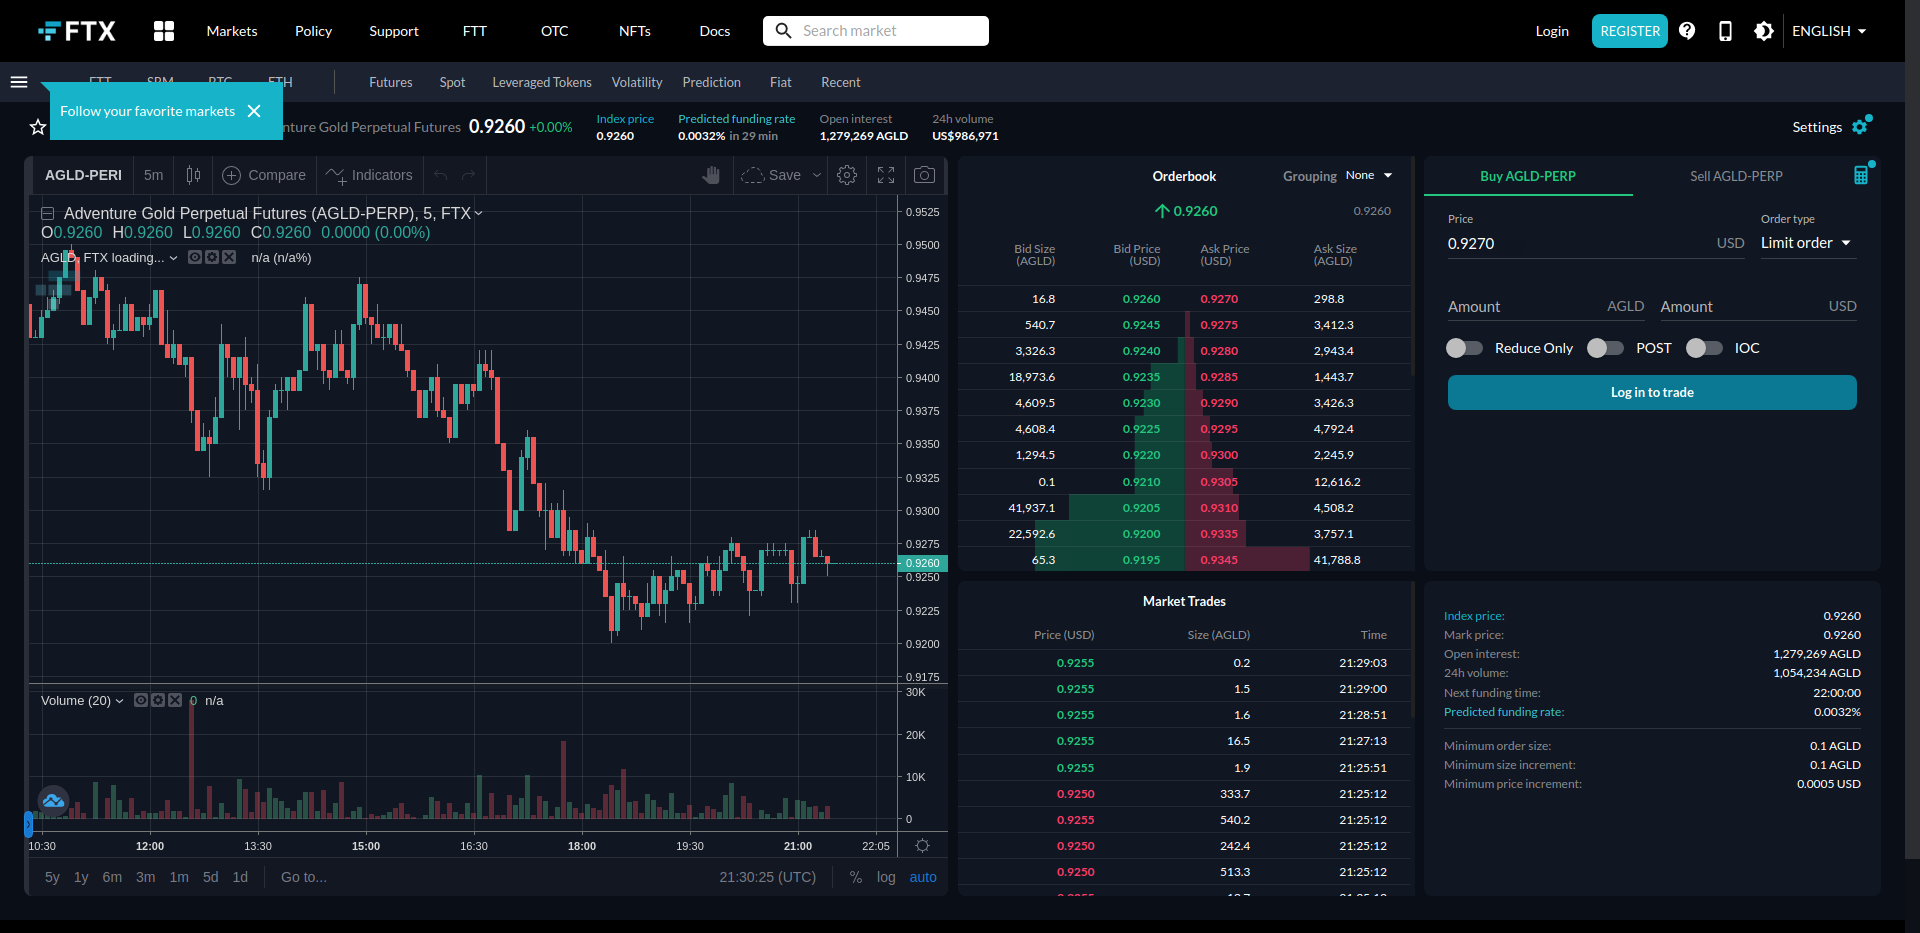 FTX
Markets
Policy
Support
FTT
OTC
NFTs
Docs
Search market
Login
REGISTER
ENGLISH
FTT
SRM
BTC
ETH
Futures
Spot
Leveraged Tokens
Volatility
Prediction
Fiat
Recent
Follow your favorite markets
nture Gold Perpetual Futures
0.9260 +0.00%
Index price
0.9260
Predicted funding rate
0.0032% in 29 min
Open interest
1,279,269 AGLD
24h volume
US$986,971
Settings
AGLD-PERI
5m
Compare
Indicators
Save
Adventure Gold Perpetual Futures (AGLD-PERP), 5, FTX
O0.9260 H0.9260 L0.9260 C0.9260 0.0000 (0.00%)
AGLD, FTX loading... n/a (n/a%)
0.9525
0.9500
0.9475
0.9450
0.9425
0.9400
0.9375
0.9350
0.9325
0.9300
0.9275
0.9260
0.9250
0.9225
0.9200
0.9175
Volume (20) 0 n/a
30K
20K
10K
0
10:30 12:00 13:30 15:00 16:30 18:00 19:30 21:00 22:05
5y 1y 6m 3m 1m 5d 1d Go to... 21:30:25 (UTC) % log auto
Orderbook
Grouping None
0.9260
0.9260
Bid Size (AGLD) Bid Price (USD) Ask Price (USD) Ask Size (AGLD)
16.8 0.9260 0.9270 298.8
540.7 0.9245 0.9275 3,412.3
3,326.3 0.9240 0.9280 2,943.4
18,973.6 0.9235 0.9285 1,443.7
4,609.5 0.9230 0.9290 3,426.3
4,608.4 0.9225 0.9295 4,792.4
1,294.5 0.9220 0.9300 2,245.9
0.1 0.9210 0.9305 12,616.2
41,937.1 0.9205 0.9310 4,508.2
22,592.6 0.9200 0.9335 3,757.1
65.3 0.9195 0.9345 41,788.8
Market Trades
Price (USD) Size (AGLD) Time
0.9255 0.2 21:29:03
0.9255 1.5 21:29:00
0.9255 1.6 21:28:51
0.9255 16.5 21:27:13
0.9255 1.9 21:25:51
0.9250 333.7 21:25:12
0.9255 540.2 21:25:12
0.9250 242.4 21:25:12
0.9250 513.3 21:25:12
Buy AGLD-PERP
Sell AGLD-PERP
Price
0.9270 USD
Order type
Limit order
Amount AGLD
Amount USD
Reduce Only
POST
IOC
Log in to trade
Index price: 0.9260
Mark price: 0.9260
Open interest: 1,279,269 AGLD
24h volume: 1,054,234 AGLD
Next funding time: 22:00:00
Predicted funding rate: 0.0032%
Minimum order size: 0.1 AGLD
Minimum size increment: 0.1 AGLD
Minimum price increment: 0.0005 USD